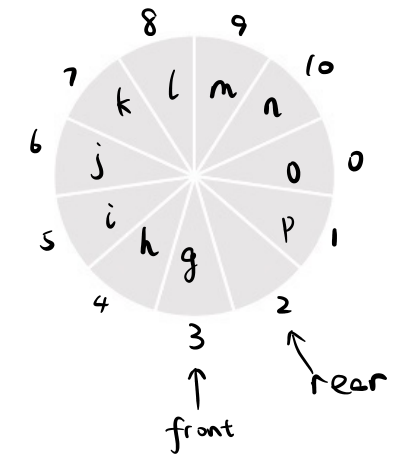 8 9
7 k l m n 10
6 j o 0
5 i h g p 1
4 3 2
front rear